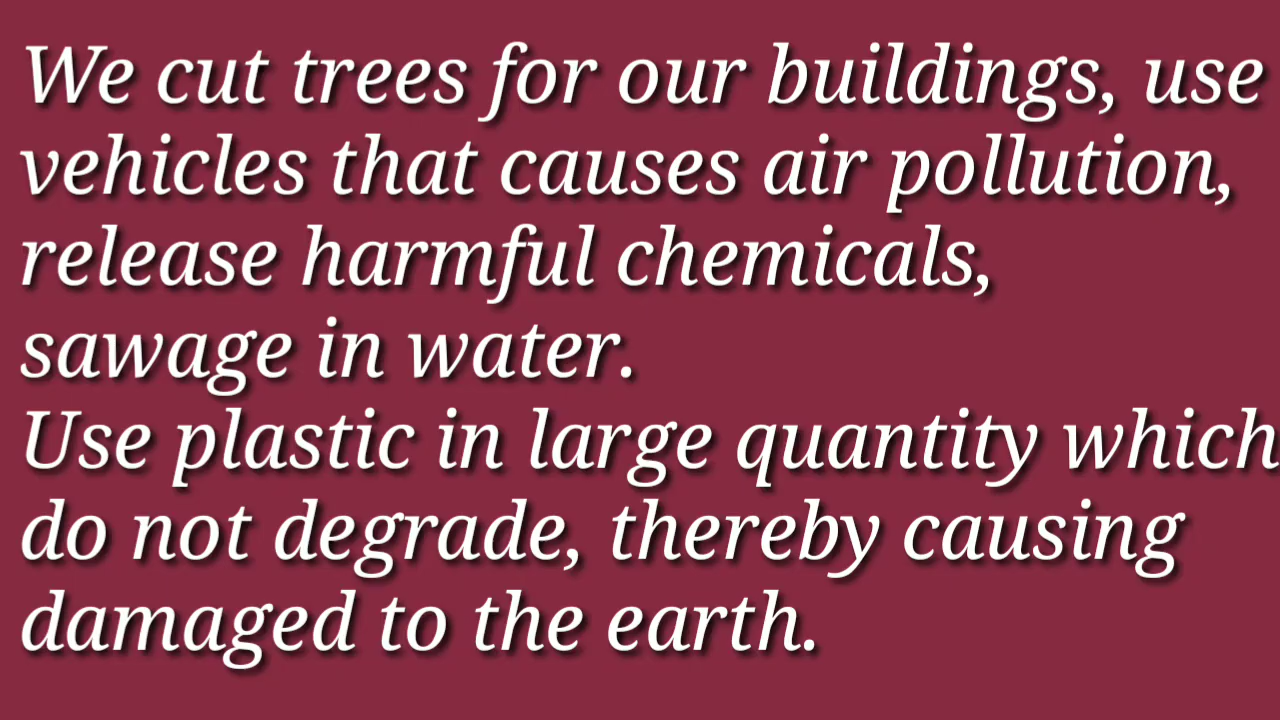 We cut trees for our buildings, use
vehicles that causes air pollution,
release harmful chemicals,
sawage in water.
Use plastic in large quantity which
do not degrade, thereby causing
damaged to the earth.